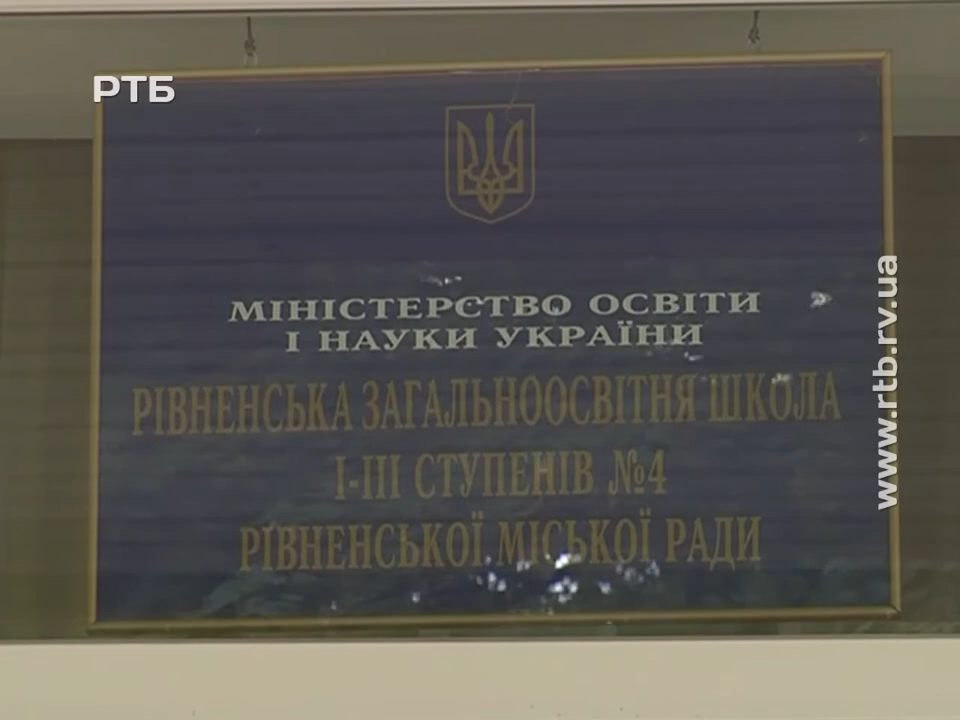 РТБ
МІНІСТЕРСТВО ОСВІТИ
І НАУКИ УКРАЇНИ
РІВНЕНСЬКА ЗАГАЛЬНООСВІТНЯ ШКОЛА
І-ІІІ СТУПЕНІВ №4
РІВНЕНСЬКОЇ МІСЬКОЇ РАДИ
www.rtb.rv.ua